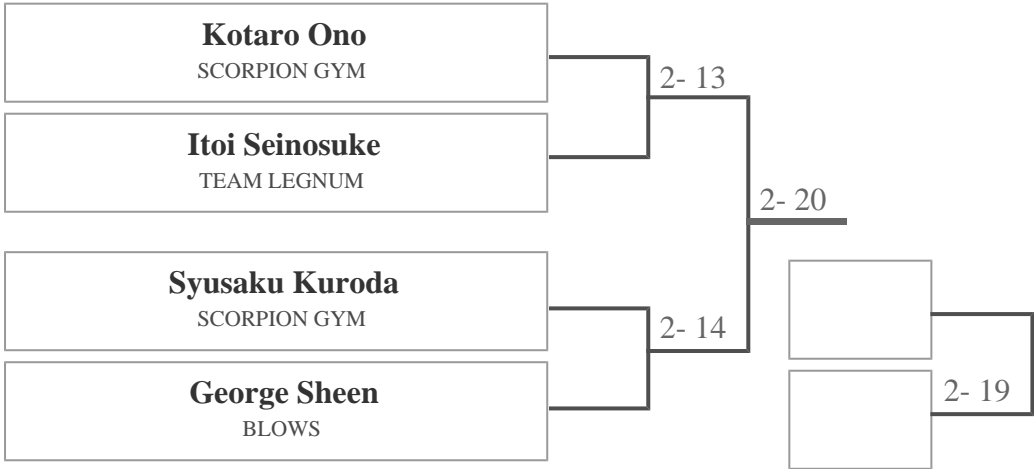 Kotaro Ono
SCORPION GYM
2- 13
Itoi Seinosuke
TEAM LEGNUM
2- 20
Syusaku Kuroda
SCORPION GYM
2- 14
George Sheen
BLOWS
2- 19